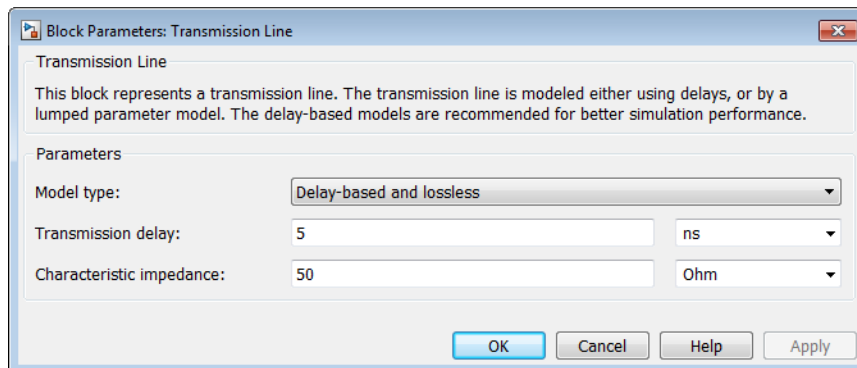 Block Parameters: Transmission Line
Transmission Line
This block represents a transmission line. The transmission line is modeled either using delays, or by a
lumped parameter model. The delay-based models are recommended for better simulation performance.
Parameters
Model type: Delay-based and lossless
Transmission delay: 5 ns
Characteristic impedance: 50 Ohm
OK Cancel Help Apply